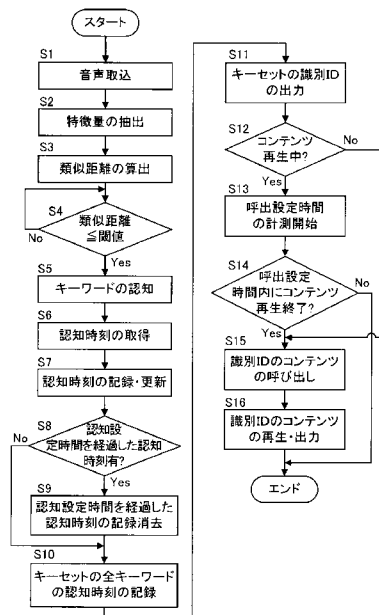 スタート
S1
音声取込
S2
特徴量の抽出
S3
類似距離の算出
S4
類似距離
≦閾値
No
Yes
S5
キーワードの認知
S6
認知時刻の取得
S7
認知時刻の記録・更新
S8
認知設
定時間を経過した認知
時刻有?
No
Yes
S9
認知設定時間を経過した
認知時刻の記録消去
S10
キーセットの全キーワード
の認知時刻の記録
S11
キーセットの識別ID
の出力
S12
コンテンツ
再生中?
No
Yes
S13
呼出設定時間
の計測開始
S14
呼出設定
時間内にコンテンツ
再生終了?
No
Yes
S15
識別IDのコンテンツ
の呼び出し
S16
識別IDのコンテンツ
の再生・出力
エンド